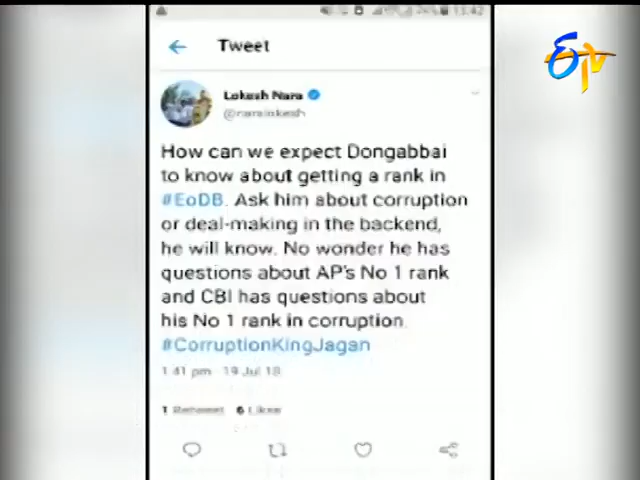 13:42
Tweet
ETV
Lokesh Nara
@naralokesh
How can we expect Dongabbai
to know about getting a rank in
#EoDB. Ask him about corruption
or deal-making in the backend,
he will know. No wonder he has
questions about AP's No 1 rank
and CBI has questions about
his No 1 rank in corruption.
#CorruptionKingJagan
1:41 pm · 19 Jul 18
1 Retweet 6 Likes